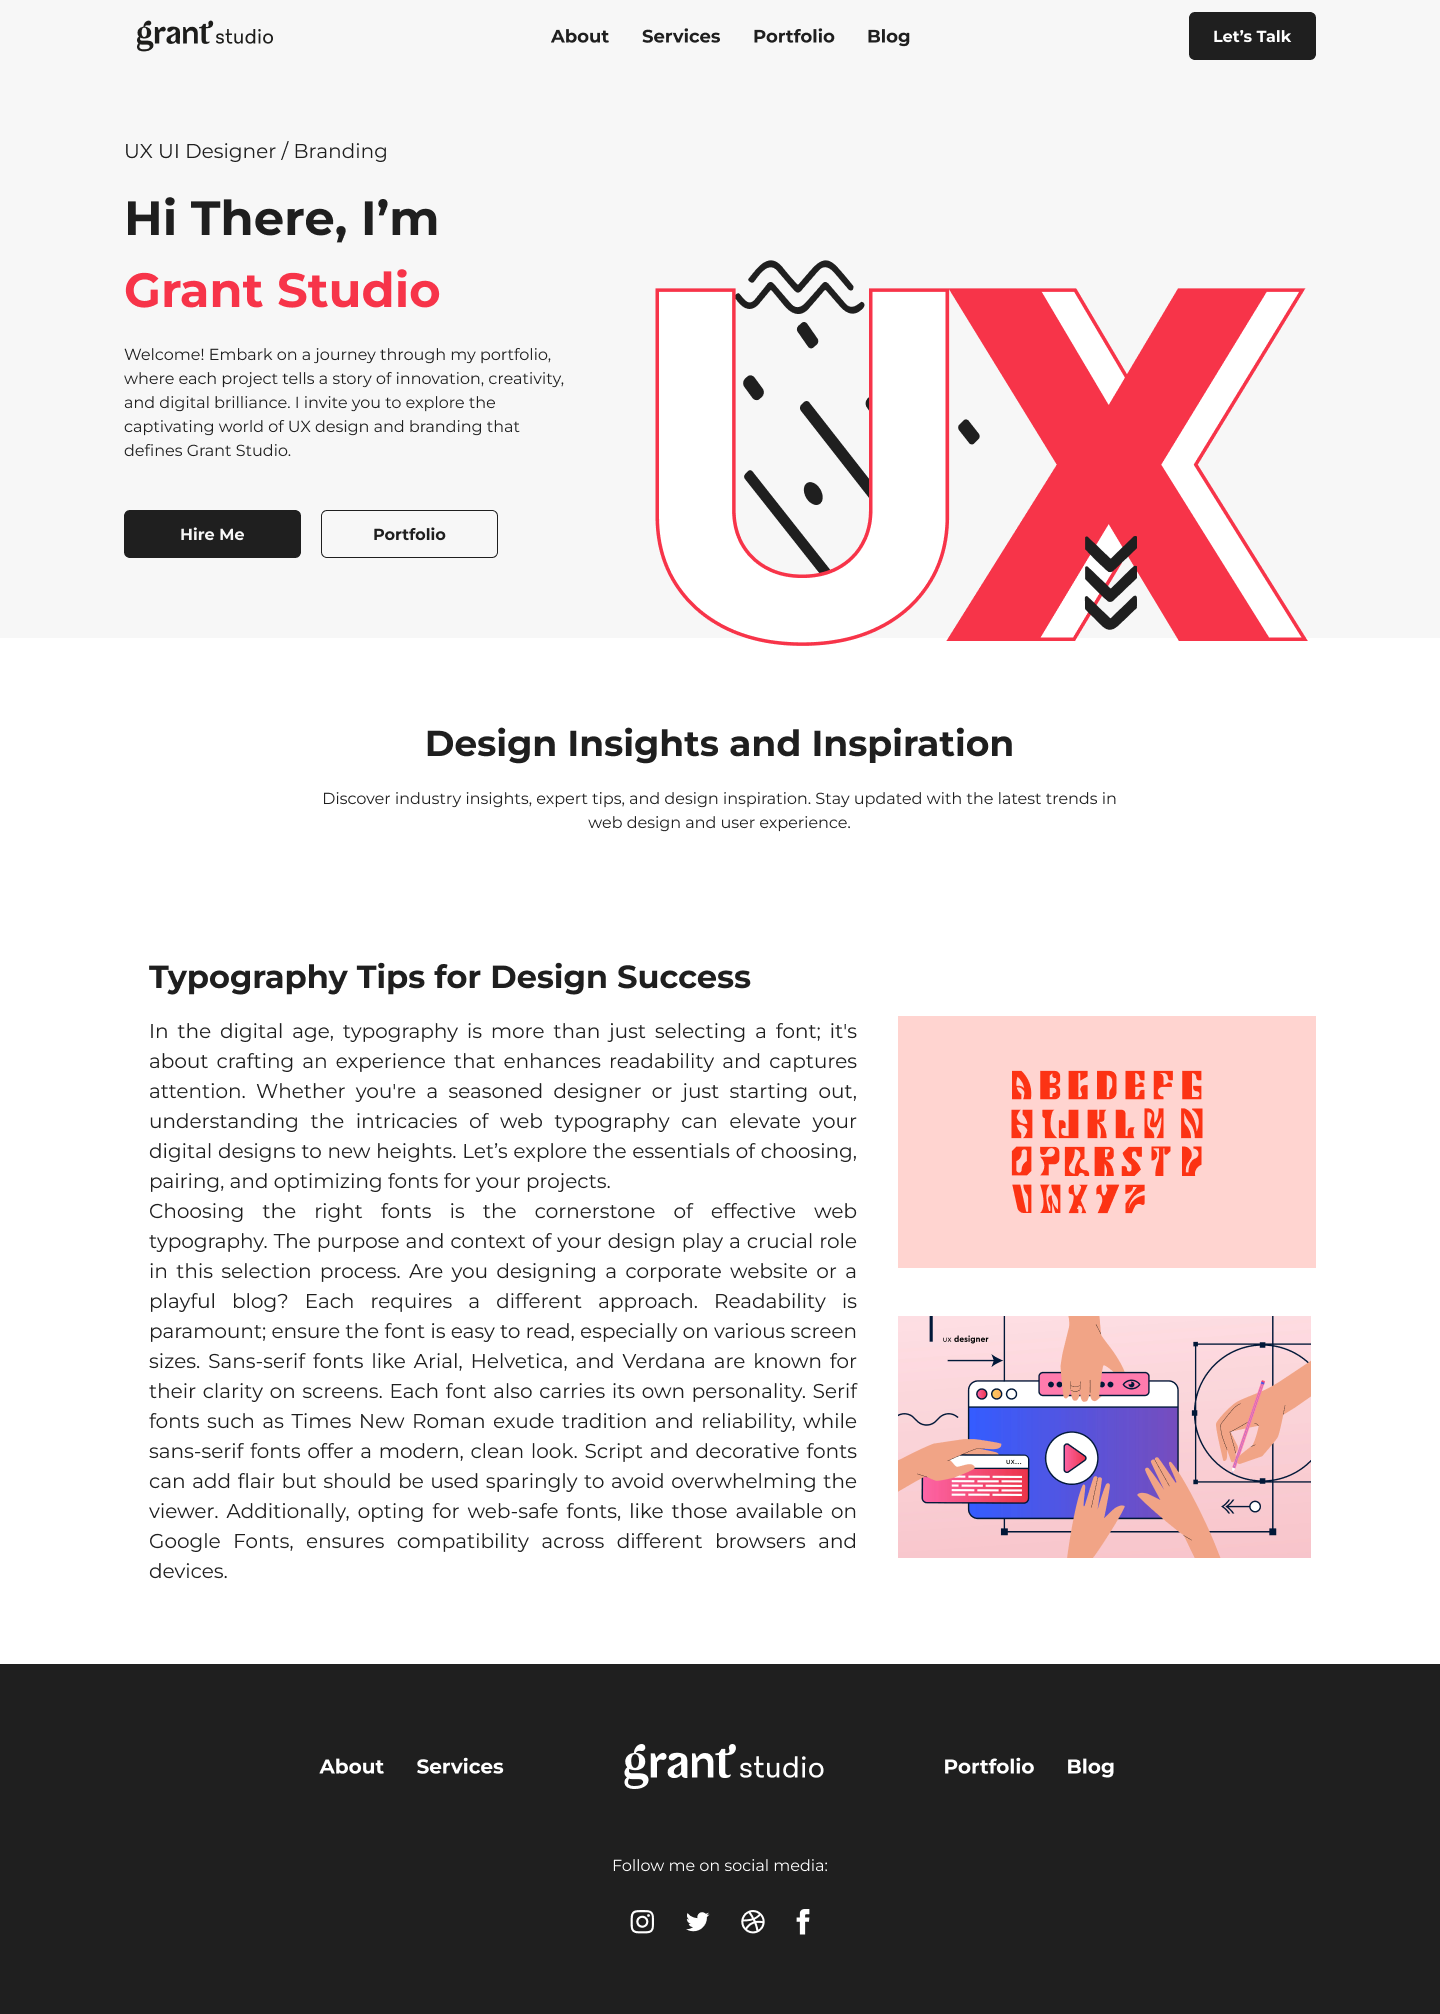 grant studio
About Services Portfolio Blog
Let’s Talk
UX UI Designer / Branding
Hi There, I’m
Grant Studio
Welcome! Embark on a journey through my portfolio,
where each project tells a story of innovation, creativity,
and digital brilliance. I invite you to explore the
captivating world of UX design and branding that
defines Grant Studio.
Hire Me
Portfolio
UX
Design Insights and Inspiration
Discover industry insights, expert tips, and design inspiration. Stay updated with the latest trends in
web design and user experience.
Typography Tips for Design Success
In the digital age, typography is more than just selecting a font; it's
about crafting an experience that enhances readability and captures
attention. Whether you're a seasoned designer or just starting out,
understanding the intricacies of web typography can elevate your
digital designs to new heights. Let’s explore the essentials of choosing,
pairing, and optimizing fonts for your projects.
Choosing the right fonts is the cornerstone of effective web
typography. The purpose and context of your design play a crucial role
in this selection process. Are you designing a corporate website or a
playful blog? Each requires a different approach. Readability is
paramount; ensure the font is easy to read, especially on various screen
sizes. Sans-serif fonts like Arial, Helvetica, and Verdana are known for
their clarity on screens. Each font also carries its own personality. Serif
fonts such as Times New Roman exude tradition and reliability, while
sans-serif fonts offer a modern, clean look. Script and decorative fonts
can add flair but should be used sparingly to avoid overwhelming the
viewer. Additionally, opting for web-safe fonts, like those available on
Google Fonts, ensures compatibility across different browsers and
devices.
ABCDEFG
HIJKLMN
OPQRSTU
VWXYZ
ux designer
UX...
About Services
grant studio
Portfolio Blog
Follow me on social media: